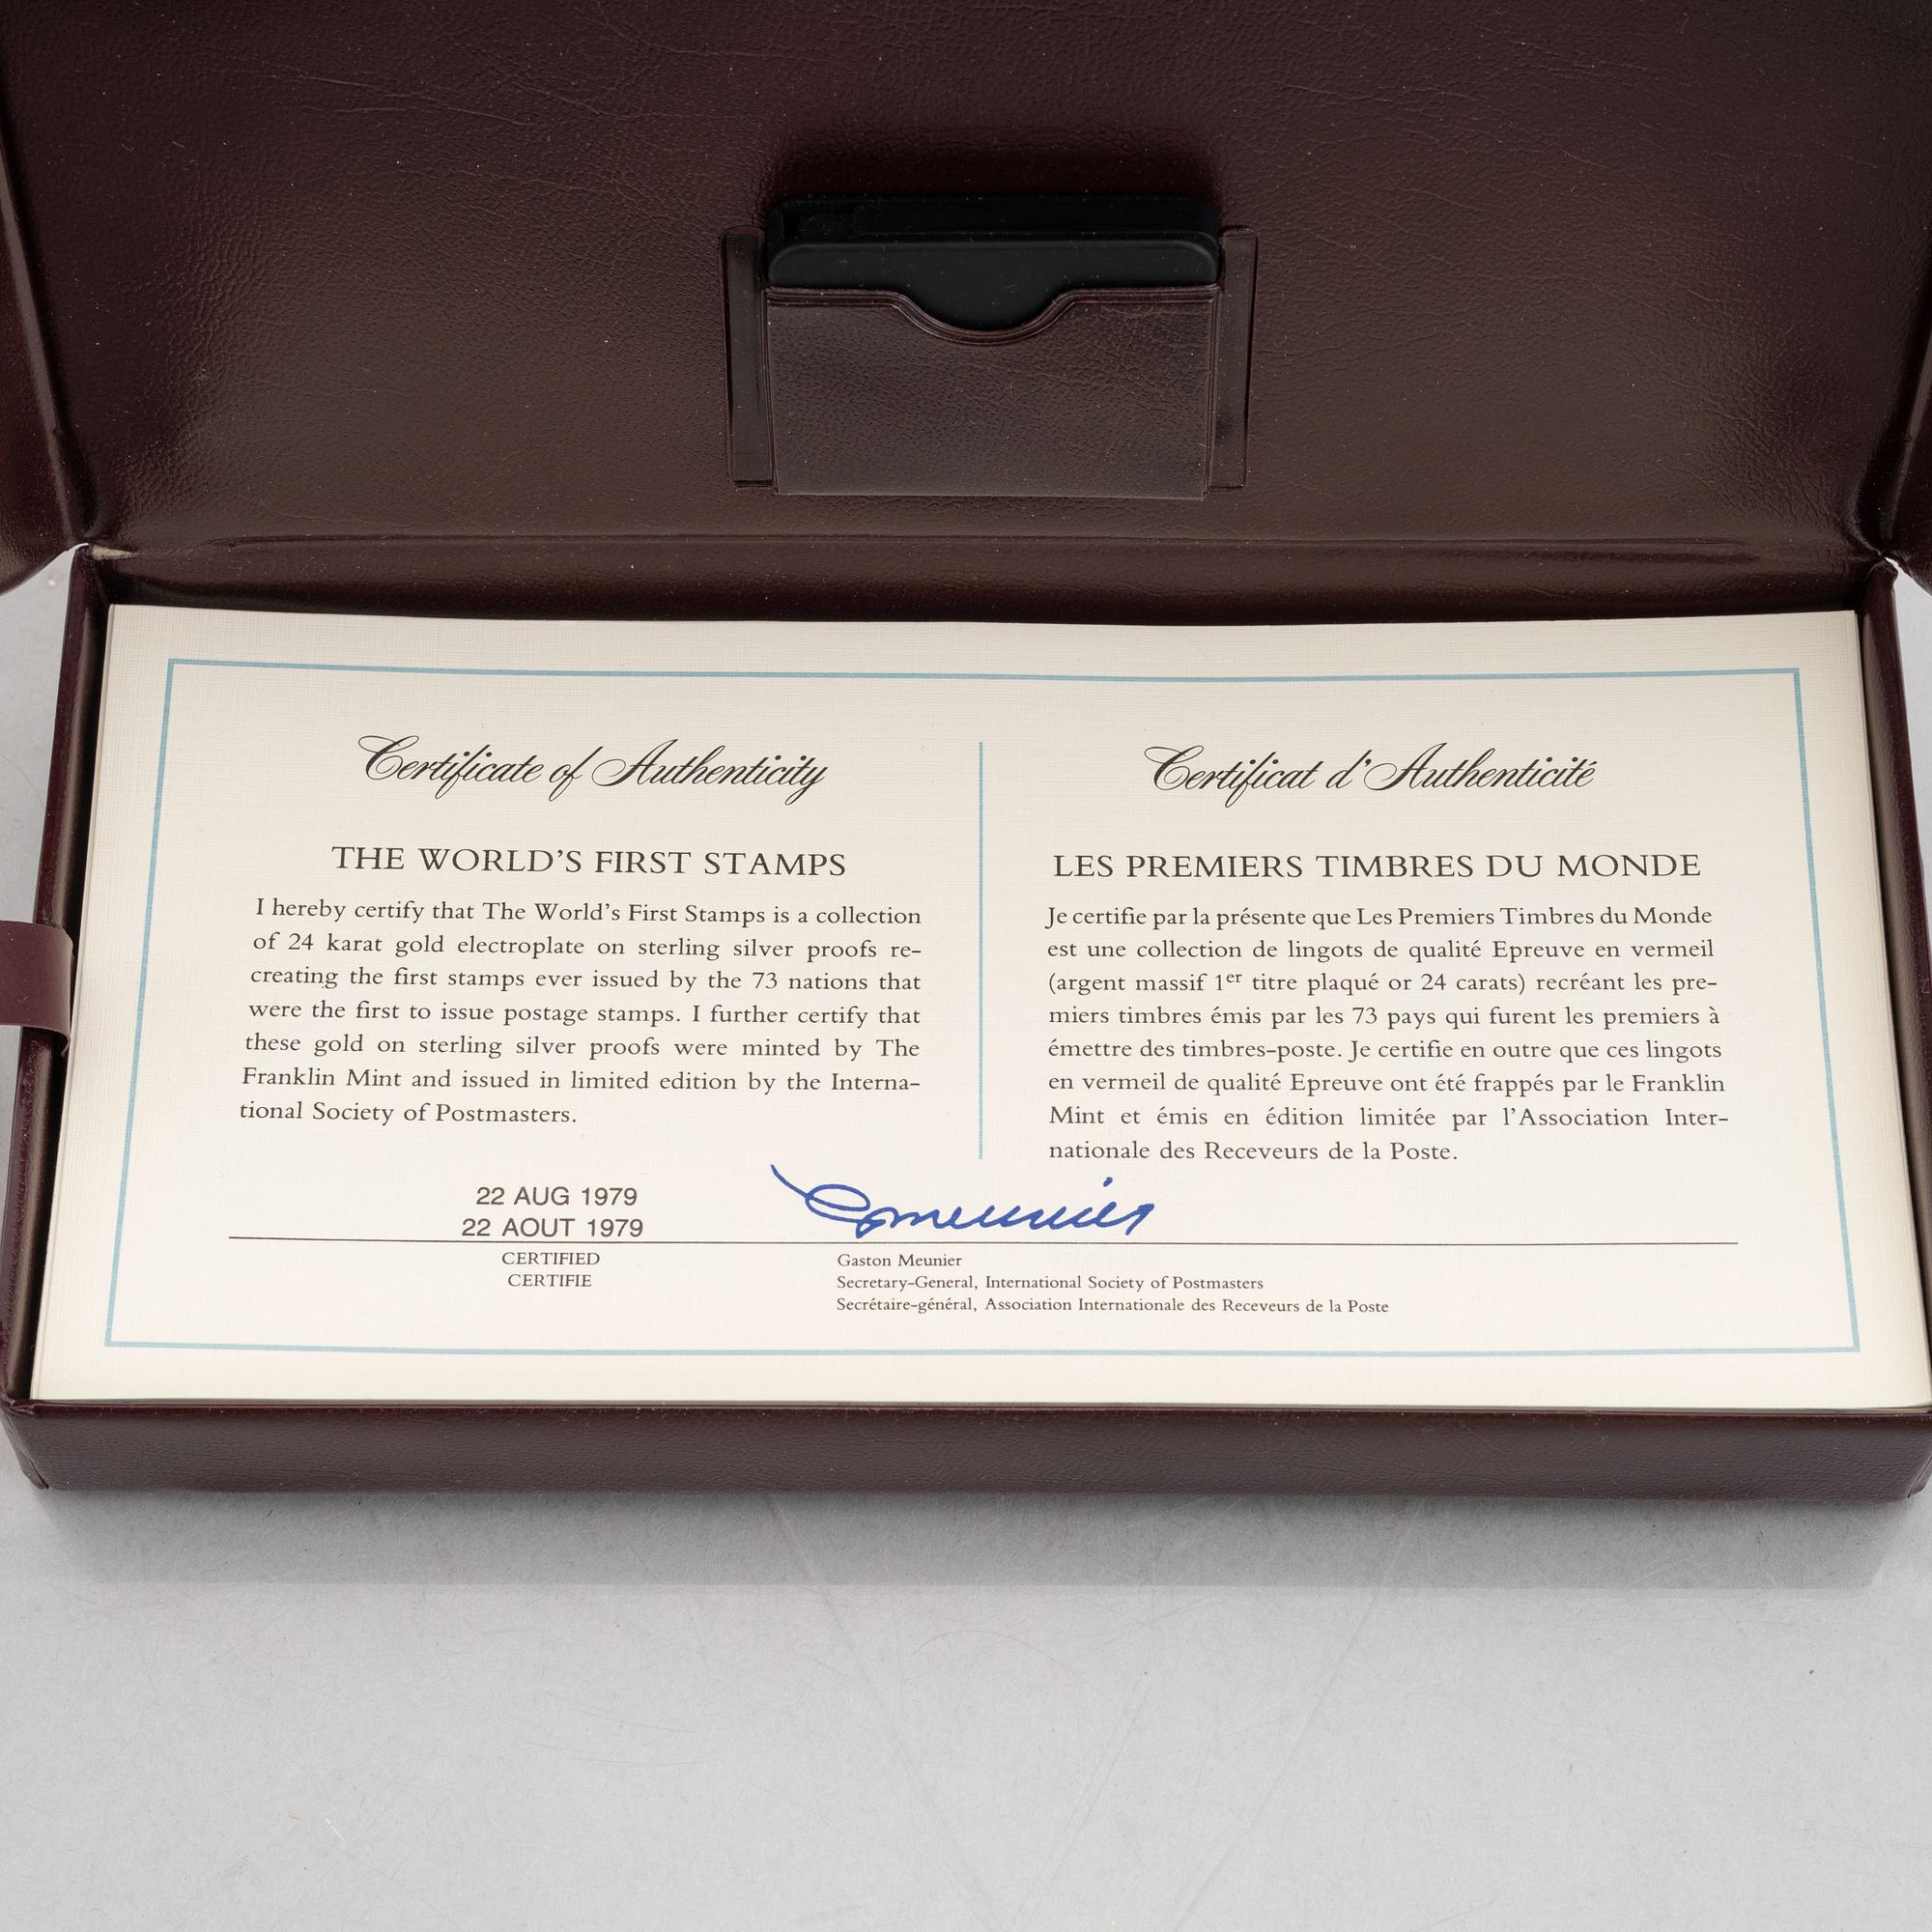 Certificate of Authenticity
THE WORLD'S FIRST STAMPS
I hereby certify that The World's First Stamps is a collection
of 24 karat gold electroplate on sterling silver proofs re-
creating the first stamps ever issued by the 73 nations that
were the first to issue postage stamps. I further certify that
these gold on sterling silver proofs were minted by The
Franklin Mint and issued in limited edition by the Interna-
tional Society of Postmasters.
Certificat d'Authenticité
LES PREMIERS TIMBRES DU MONDE
Je certifie par la présente que Les Premiers Timbres du Monde
est une collection de lingots de qualité Epreuve en vermeil
(argent massif 1er titre plaqué or 24 carats) recréant les pre-
miers timbres émis par les 73 pays qui furent les premiers à
émettre des timbres-poste. Je certifie en outre que ces lingots
en vermeil de qualité Epreuve ont été frappés par le Franklin
Mint et émis en édition limitée par l'Association Inter-
nationale des Receveurs de la Poste.
22 AUG 1979
22 AOUT 1979
CERTIFIED
CERTIFIE
GMeunier
Gaston Meunier
Secretary-General, International Society of Postmasters
Secrétaire-général, Association Internationale des Receveurs de la Poste